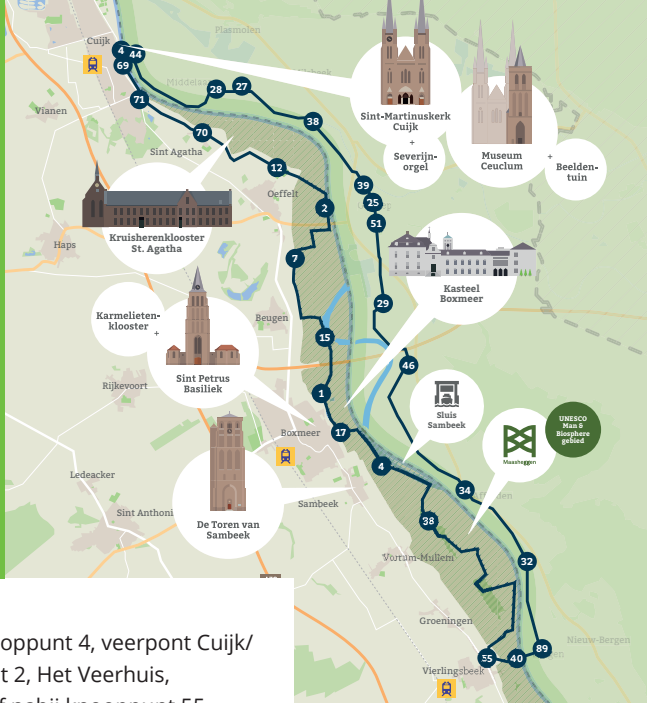 Plasmolen
Cuijk
4
44
69
Middelaar
28
27
71
38
Vianen
70
Sint Agatha
12
Oeffelt
39
2
25
51
Haps
7
29
Beugen
15
46
Rijkevoort
1
Boxmeer
17
4
Ledeacker
34
Sambeek
Sint Anthonis
38
Vortum-Mullem
32
Groeningen
Nieuw-Bergen
89
55
40
Vierlingsbeek
Sint-Martinuskerk
Cuijk
+
Severijn-
orgel
Museum
Ceuclum
+
Beelden-
tuin
Kruisherenklooster
St. Agatha
Kasteel
Boxmeer
Karmelieten-
klooster
+
Sint Petrus
Basiliek
Sluis
Sambeek
Maasheggen
UNESCO
Man &
Biosphere
gebied
De Toren van
Sambeek
oppunt 4, veerpont Cuijk/
t 2, Het Veerhuis,